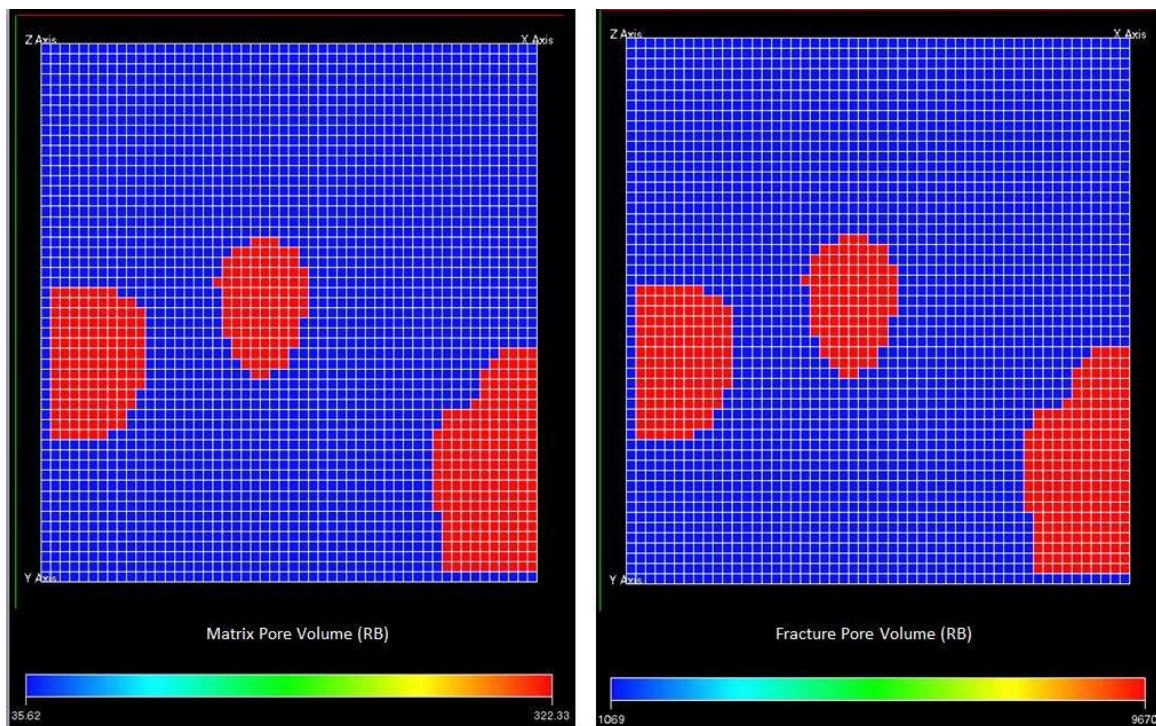 Z Axis X Axis
Y Axis
Matrix Pore Volume (RB)
35.62 322.33
Z Axis X Axis
Y Axis
Fracture Pore Volume (RB)
1069 9670